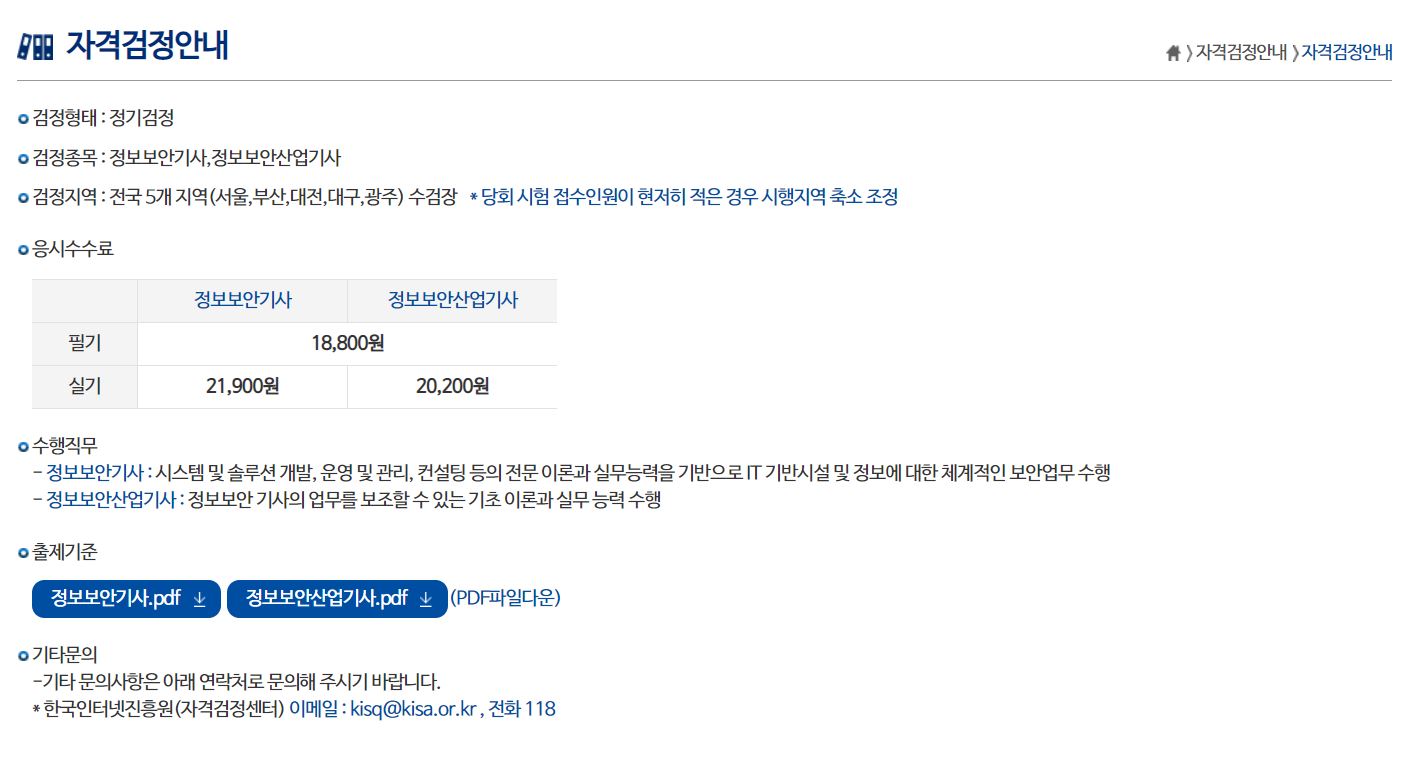 자격검정안내
자격검정안내 〉자격검정안내
검정형태 : 정기검정
검정종목 : 정보보안기사,정보보안산업기사
검정지역 : 전국 5개 지역(서울,부산,대전,대구,광주) 수검장 * 당회 시험 접수인원이 현저히 적은 경우 시행지역 축소 조정
응시수수료
정보보안기사 정보보안산업기사
필기 18,800원
실기 21,900원 20,200원
수행직무
- 정보보안기사 : 시스템 및 솔루션 개발, 운영 및 관리, 컨설팅 등의 전문 이론과 실무능력을 기반으로 IT 기반시설 및 정보에 대한 체계적인 보안업무 수행
- 정보보안산업기사 : 정보보안 기사의 업무를 보조할 수 있는 기초 이론과 실무 능력 수행
출제기준
정보보안기사.pdf 정보보안산업기사.pdf (PDF파일다운)
기타문의
-기타 문의사항은 아래 연락처로 문의해 주시기 바랍니다.
* 한국인터넷진흥원(자격검정센터) 이메일 : kisq@kisa.or.kr , 전화 118